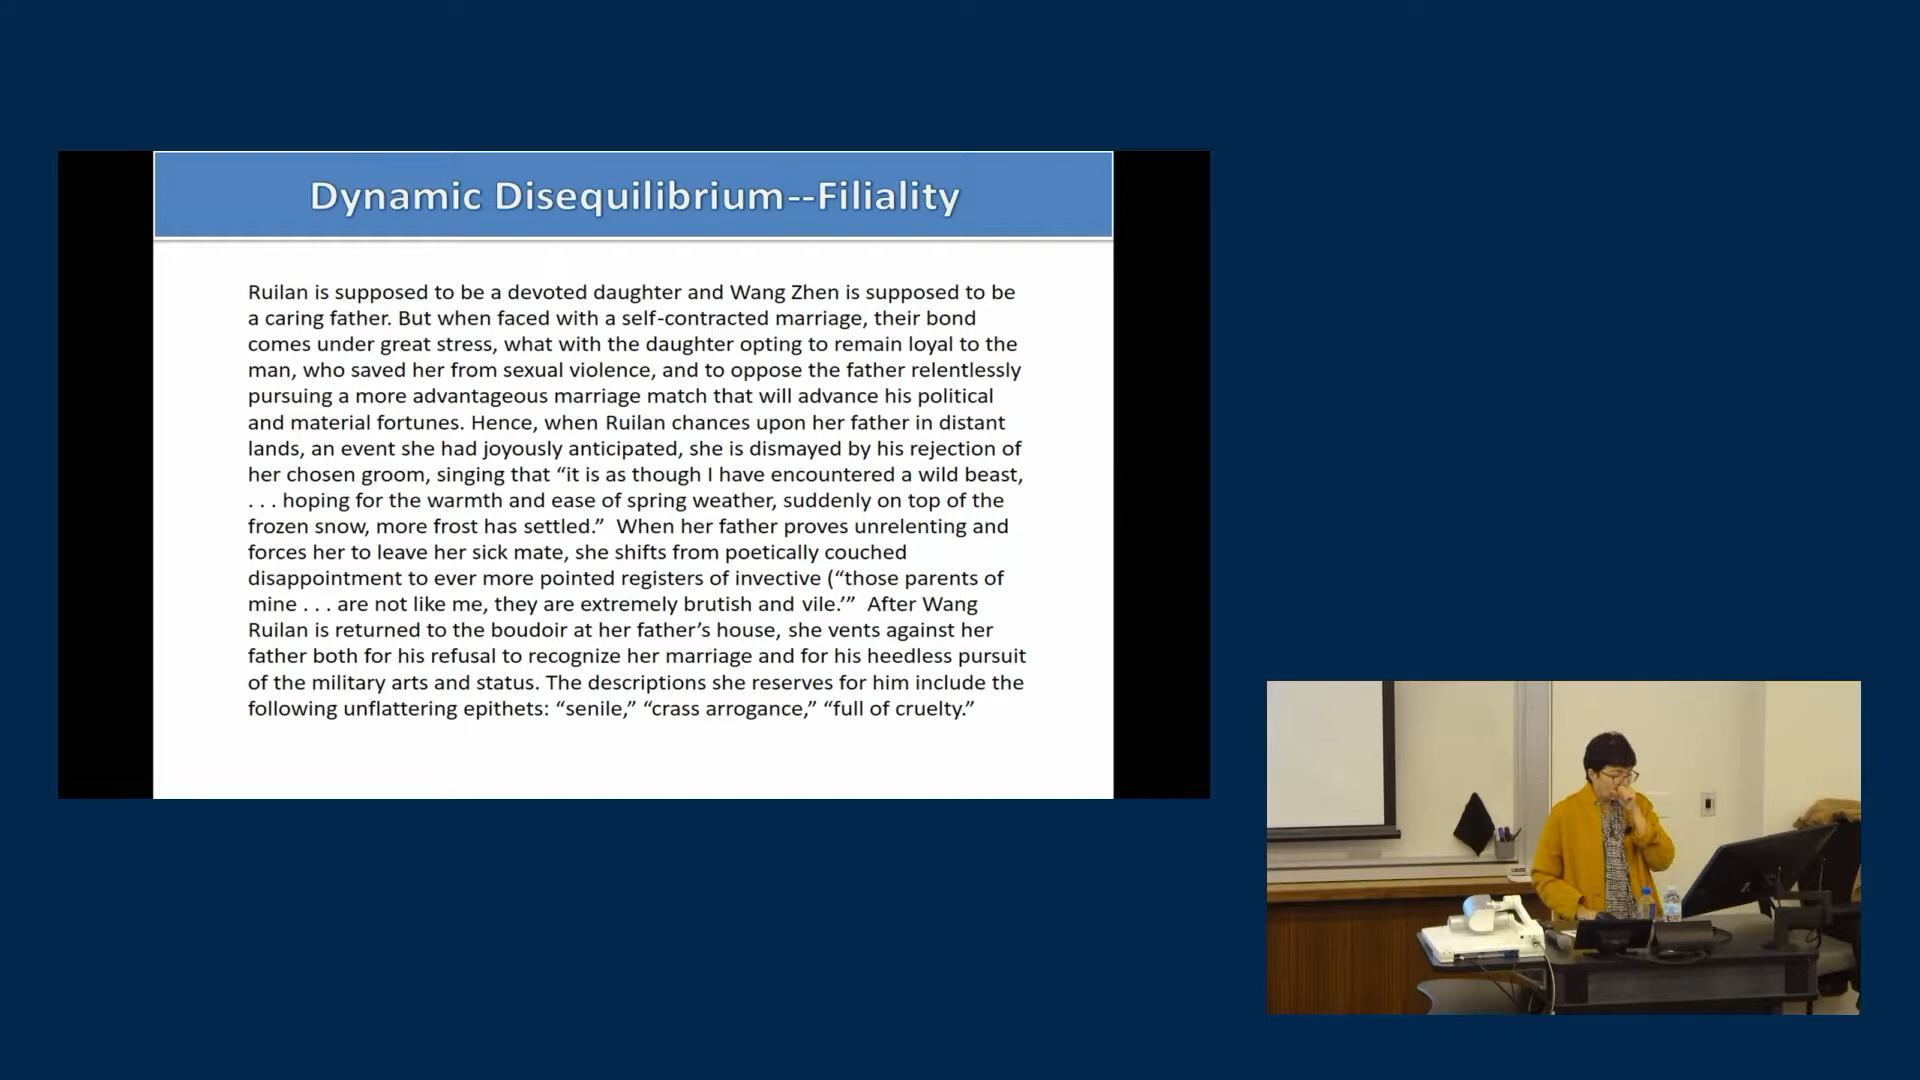 Dynamic Disequilibrium--Filiality
Ruilan is supposed to be a devoted daughter and Wang Zhen is supposed to be
a caring father. But when faced with a self-contracted marriage, their bond
comes under great stress, what with the daughter opting to remain loyal to the
man, who saved her from sexual violence, and to oppose the father relentlessly
pursuing a more advantageous marriage match that will advance his political
and material fortunes. Hence, when Ruilan chances upon her father in distant
lands, an event she had joyously anticipated, she is dismayed by his rejection of
her chosen groom, singing that “it is as though I have encountered a wild beast,
. . . hoping for the warmth and ease of spring weather, suddenly on top of the
frozen snow, more frost has settled.”  When her father proves unrelenting and
forces her to leave her sick mate, she shifts from poetically couched
disappointment to ever more pointed registers of invective (“those parents of
mine . . . are not like me, they are extremely brutish and vile.’”  After Wang
Ruilan is returned to the boudoir at her father’s house, she vents against her
father both for his refusal to recognize her marriage and for his heedless pursuit
of the military arts and status. The descriptions she reserves for him include the
following unflattering epithets: “senile,” “crass arrogance,” “full of cruelty.”